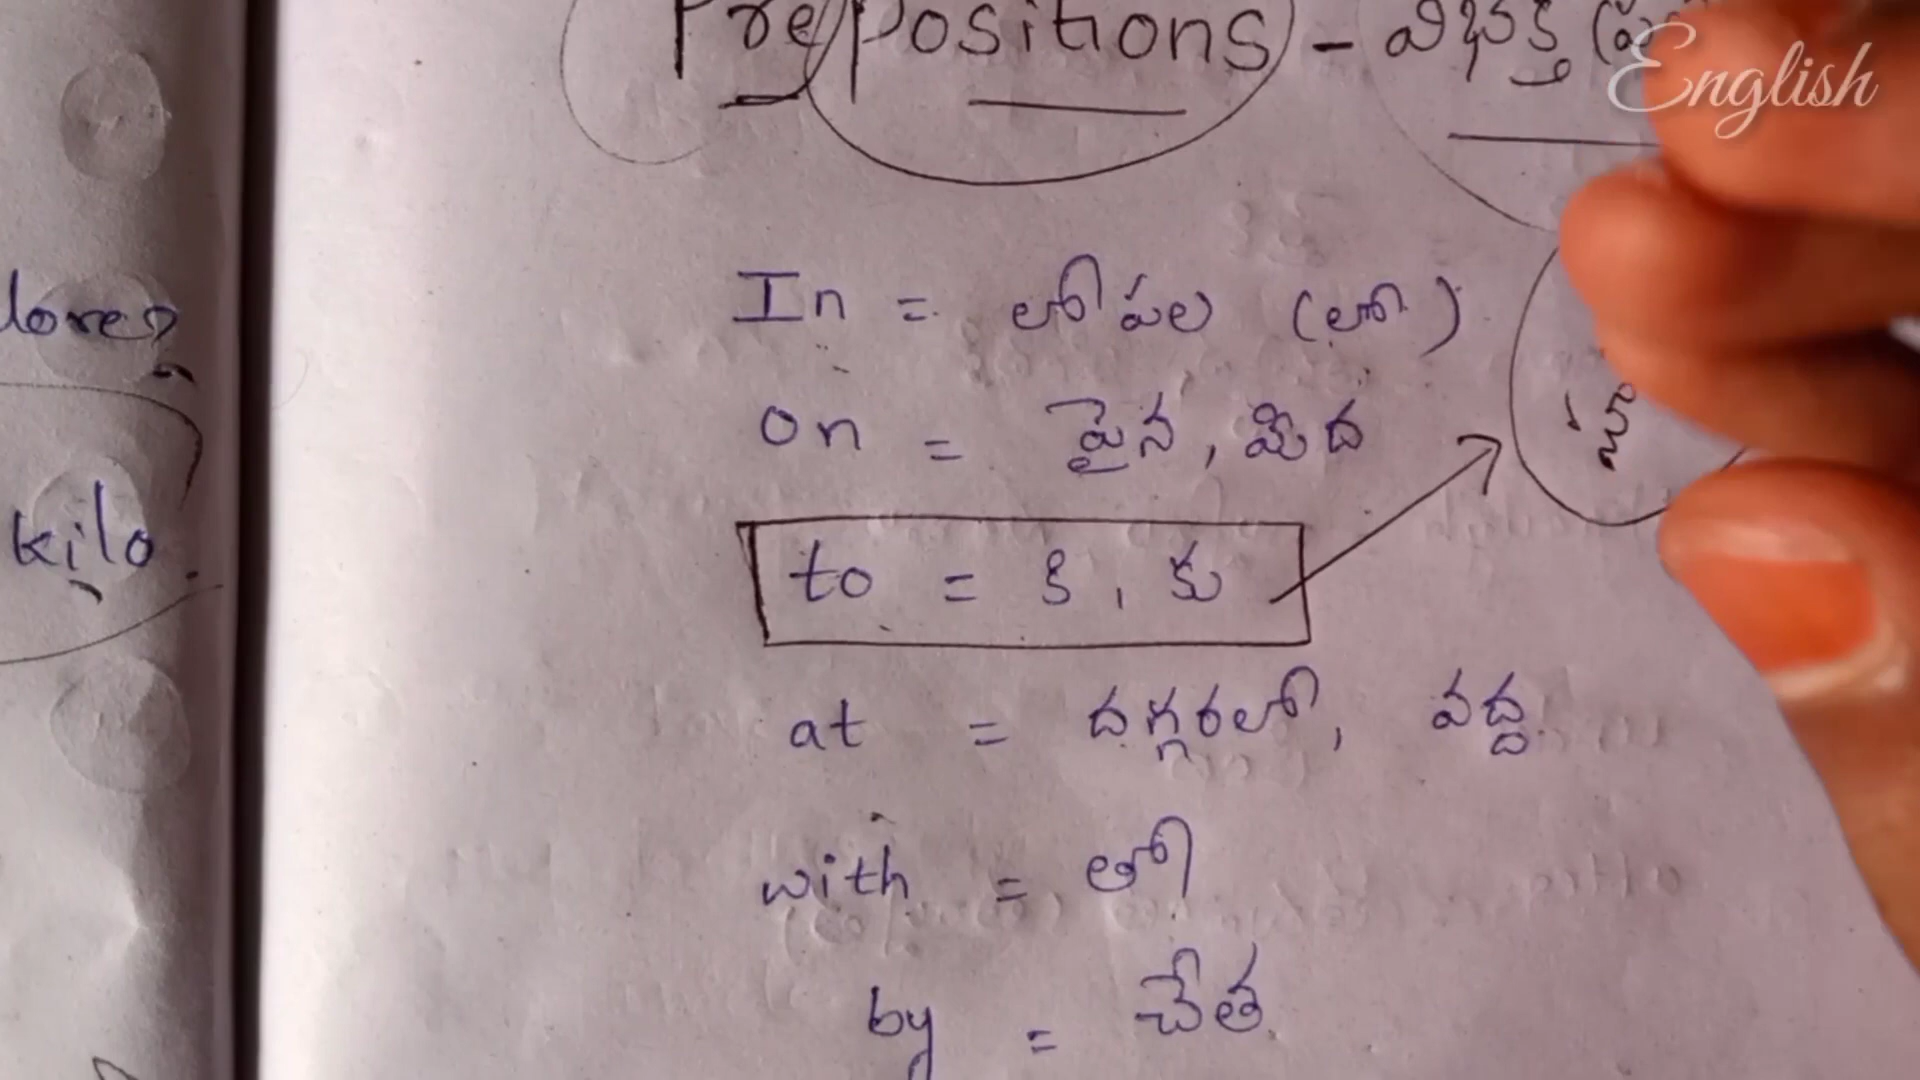 Prepositions - విభక్తి
English
In = లోపల (లో)
on = పైన, మీద
to = కి, కు
at = దగ్గరలో, వద్ద
with = తో
by = చేత
kilo